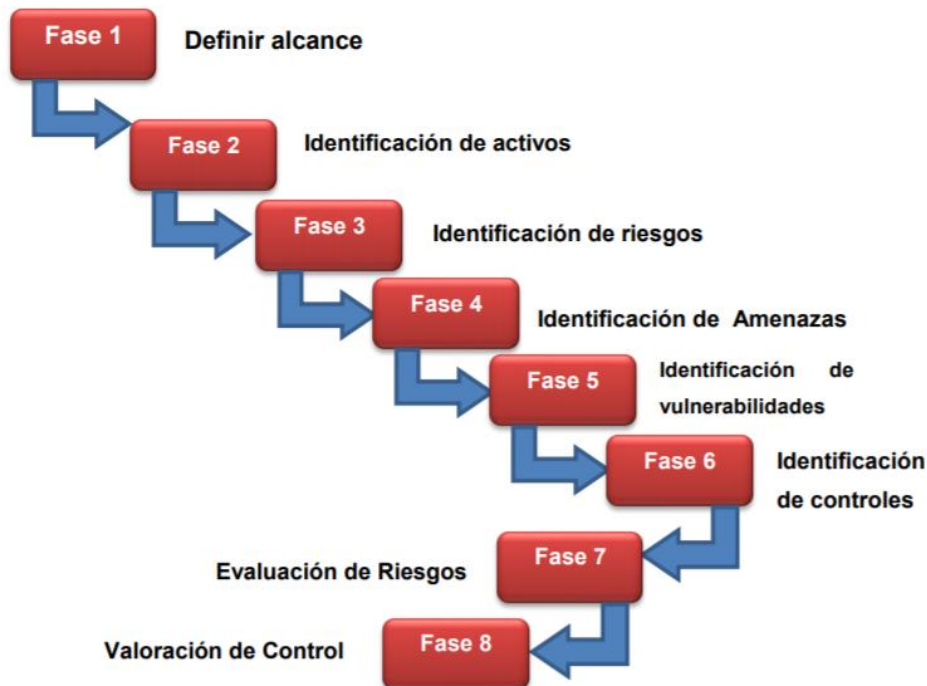 Fase 1
Definir alcance
Fase 2
Identificación de activos
Fase 3
Identificación de riesgos
Fase 4
Identificación de Amenazas
Fase 5
Identificación de
vulnerabilidades
Fase 6
Identificación
de controles
Evaluación de Riesgos
Fase 7
Valoración de Control
Fase 8